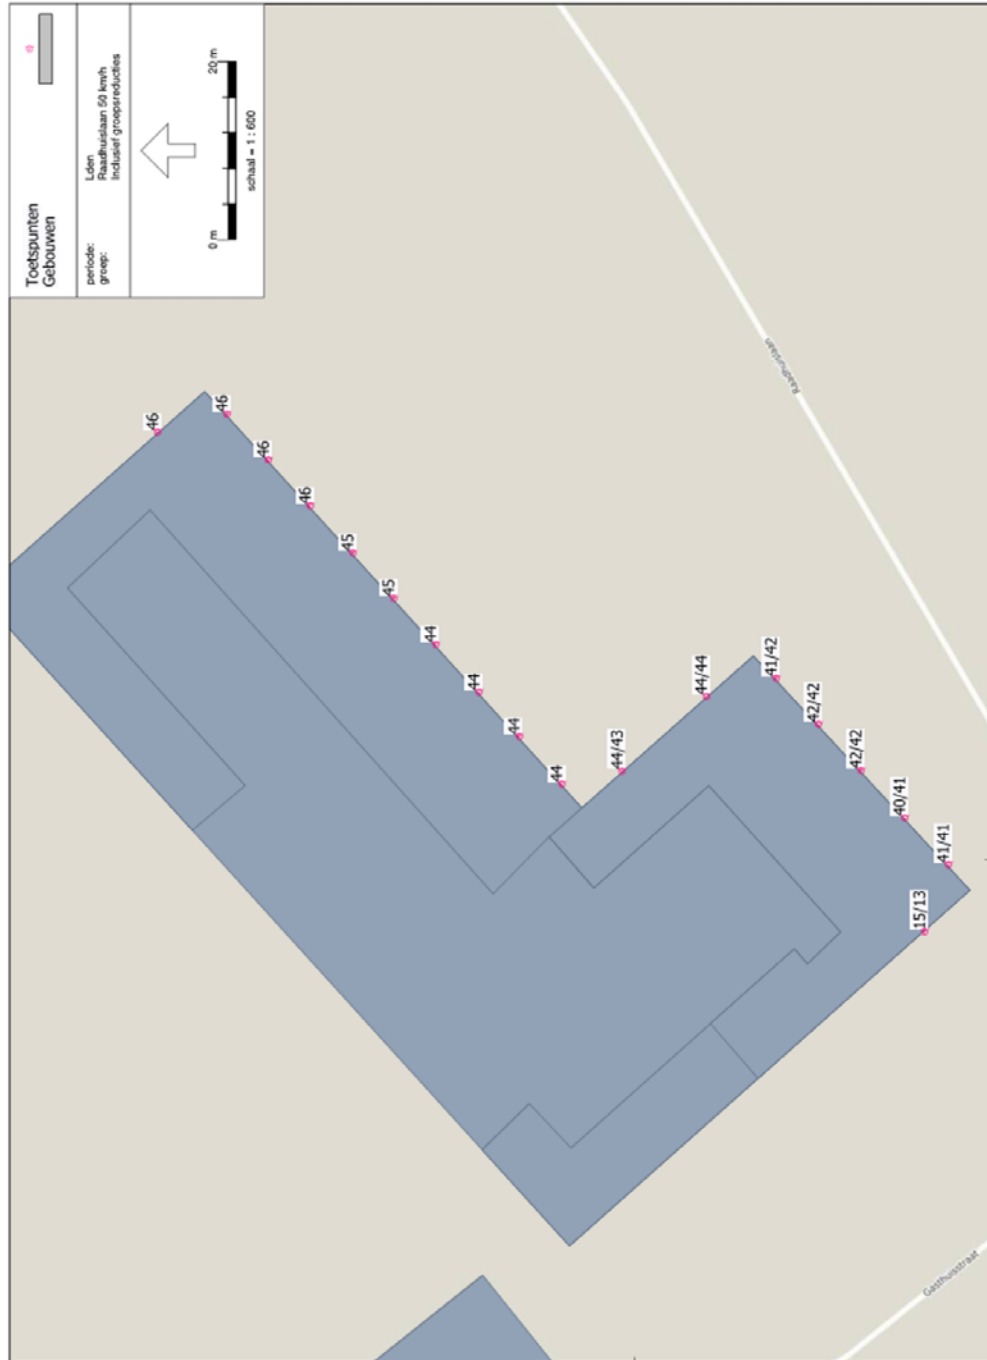 Toetspunten
Gebouwen
periode: Lden
groep: Raadhuislaan 50 km/h
Inclusief groepsreducties
0 m 20 m
schaal = 1 : 600
46
46
46
46
45
45
44
44
44
44
44/43
44/44
41/42
42/42
42/42
40/41
41/41
15/13
Raadhuislaan
Gasthuisstraat